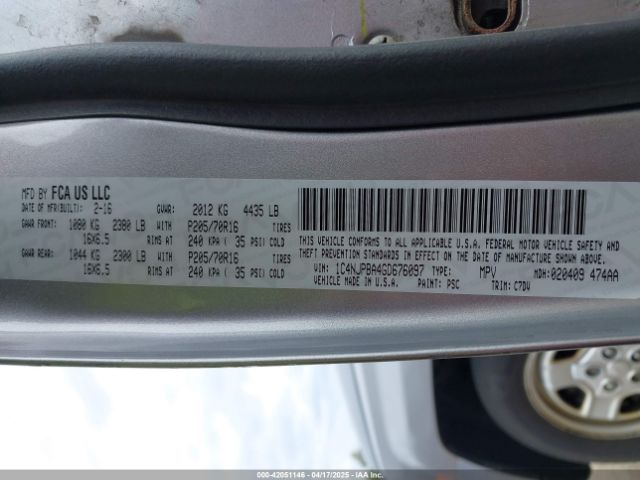 MFD BY FCA US LLC
DATE OF MFR(BUILT): 2-16 GVWR: 2012 KG 4435 LB
GAWR FRONT: 1080 KG 2380 LB WITH P205/70R16 TIRES
16X6.5 RIMS AT 240 KPA ( 35 PSI) COLD
GAWR REAR: 1044 KG 2300 LB WITH P205/70R16 TIRES
16X6.5 RIMS AT 240 KPA ( 35 PSI) COLD
THIS VEHICLE CONFORMS TO ALL APPLICABLE U.S.A. FEDERAL MOTOR VEHICLE SAFETY AND
THEFT PREVENTION STANDARDS IN EFFECT ON THE DATE OF MANUFACTURE SHOWN ABOVE.
VIN: 1C4NJPBA4GD676097 TYPE: MPV MDH: 020409 474AA
VEHICLE MADE IN U.S.A. PAINT: PSC TRIM: C7DV
000-42051146 - 04/17/2025 - IAAI.COM